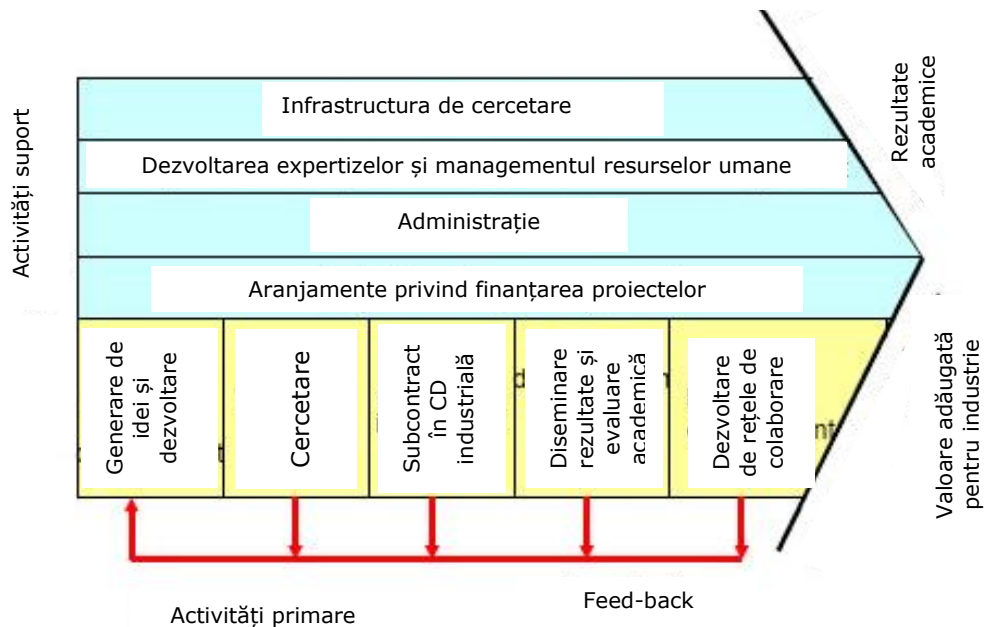 Activități suport
Infrastructura de cercetare
Dezvoltarea expertizelor și managementul resurselor umane
Administrație
Aranjamente privind finanțarea proiectelor
Rezultate
academice
Generare de
idei și
dezvoltare
Cercetare
Subcontract
în CD
industrială
Diseminare
rezultate și
evaluare
academică
Dezvoltare
de rețele de
colaborare
Valoare adăugată
pentru industrie
Activități primare
Feed-back